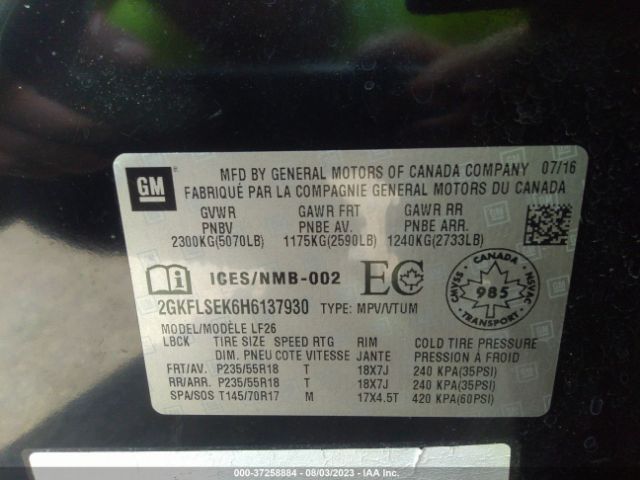 GM
MFD BY GENERAL MOTORS OF CANADA COMPANY 07/16
FABRIQUÉ PAR LA COMPAGNIE GENERAL MOTORS DU CANADA
GVWR GAWR FRT GAWR RR
PNBV PNBE AV. PNBE ARR.
2300KG(5070LB) 1175KG(2590LB) 1240KG(2733LB)
ICES/NMB-002 EC
CANADA
CMVSS 985 NSVAC
2GKFLSEK6H6137930 TYPE: MPV/VTUM
MODEL/MODÈLE LF26
LBCK TIRE SIZE SPEED RTG RIM COLD TIRE PRESSURE
DIM. PNEU COTE VITESSE JANTE PRESSION À FROID
FRT/AV. P235/55R18 T 18X7J 240 KPA(35PSI)
RR/ARR. P235/55R18 T 18X7J 240 KPA(35PSI)
SPA/SOS T145/70R17 M 17X4.5T 420 KPA(60PSI)
000-37258884 | 08/03/2023 | IAA Inc.